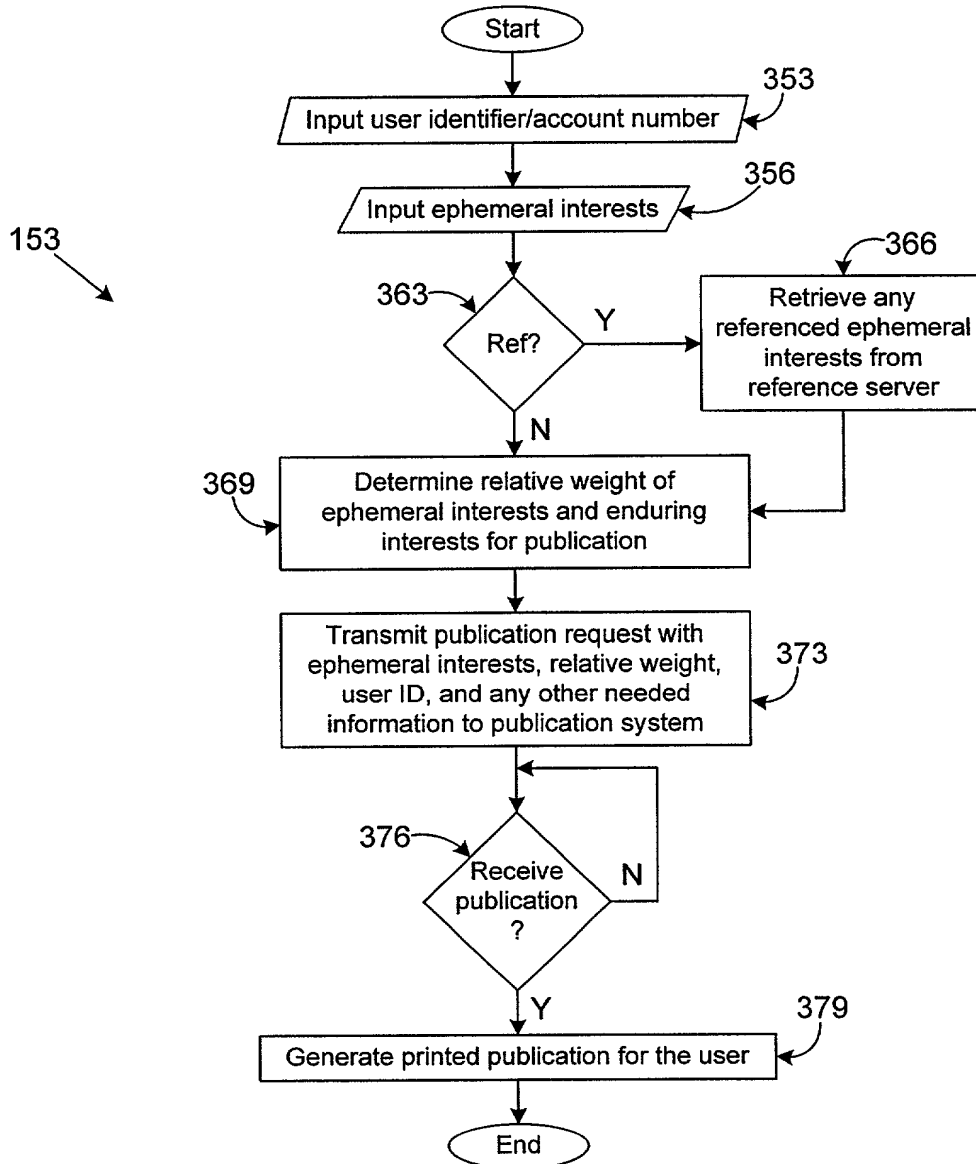 Start
353
Input user identifier/account number
356
Input ephemeral interests
153
366
363
Ref?
Y
Retrieve any
referenced ephemeral
interests from
reference server
N
369
Determine relative weight of
ephemeral interests and enduring
interests for publication
Transmit publication request with
ephemeral interests, relative weight,
user ID, and any other needed
information to publication system
373
376
Receive
publication
?
N
Y
379
Generate printed publication for the user
End